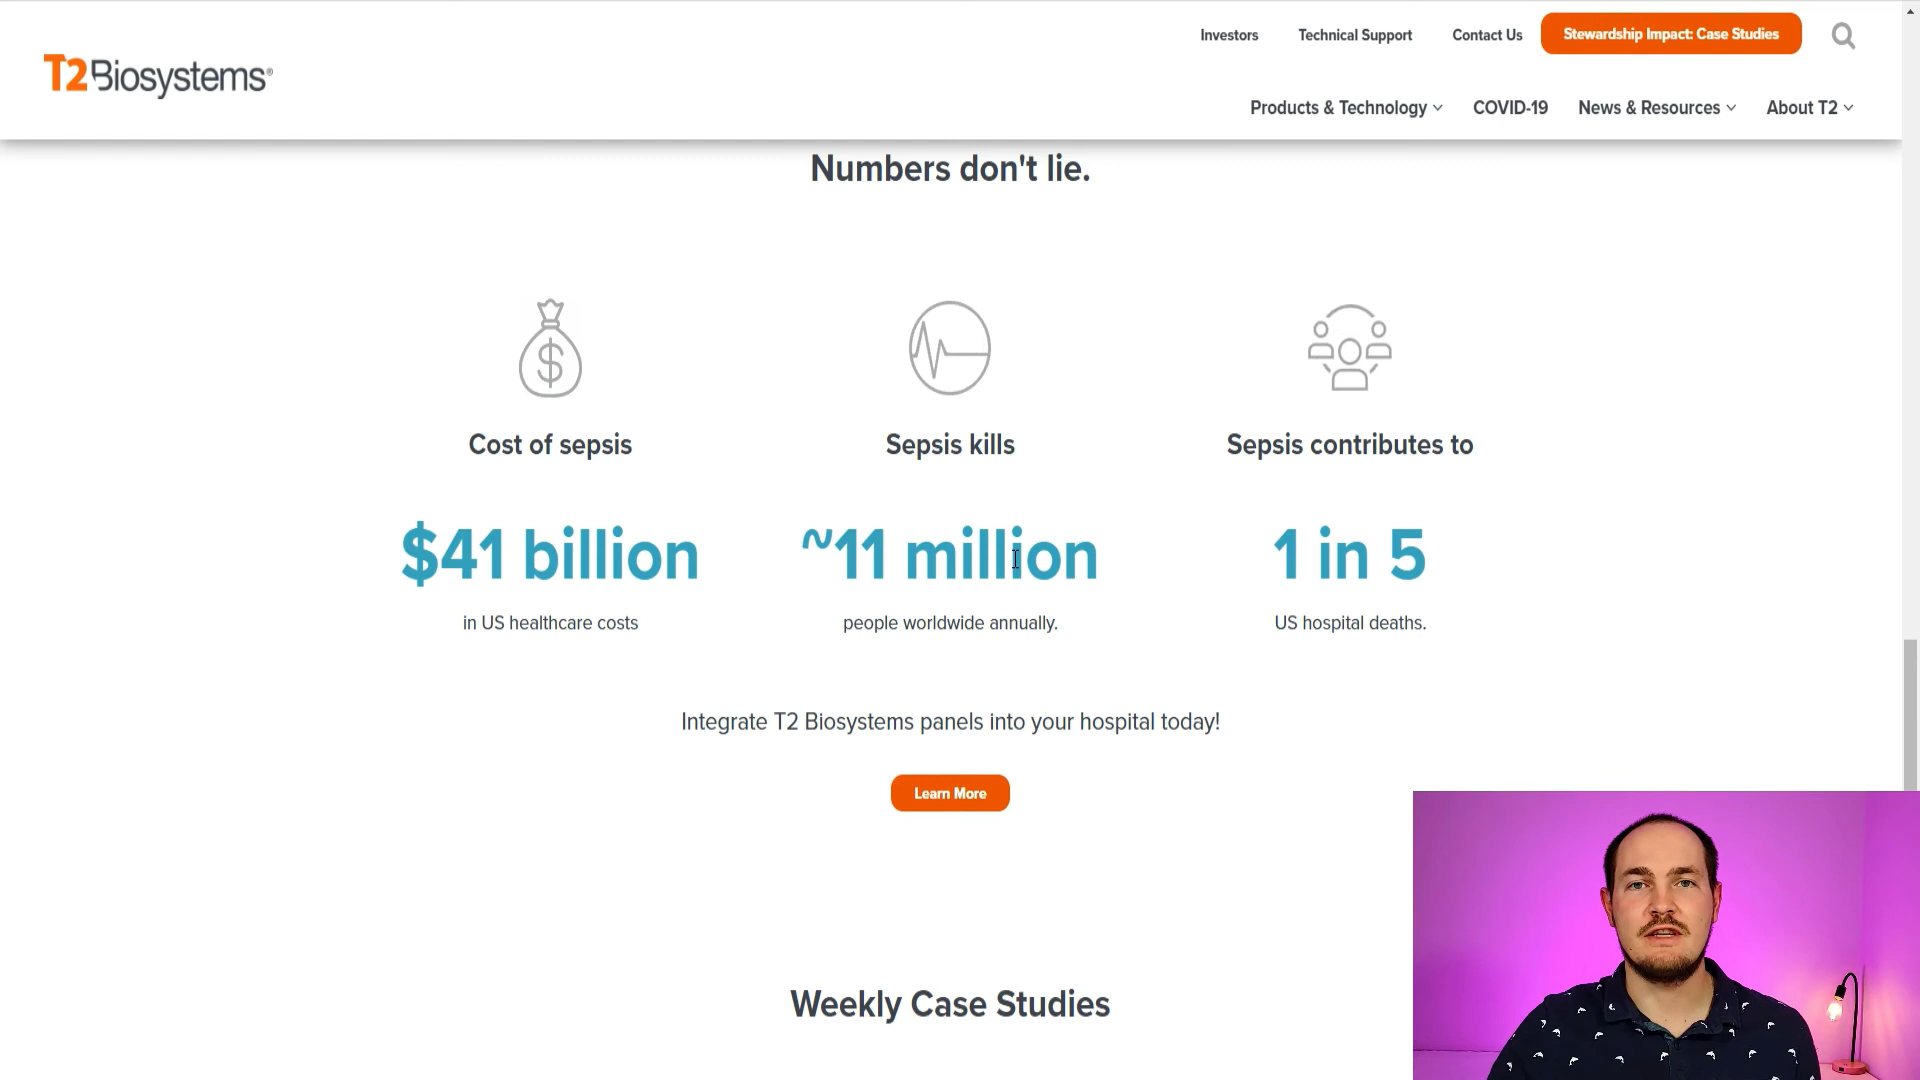 Investors Technical Support Contact Us Stewardship Impact: Case Studies
T2Biosystems®
Products & Technology COVID-19 News & Resources About T2
Numbers don't lie.
Cost of sepsis
$41 billion
in US healthcare costs
Sepsis kills
~11 million
people worldwide annually.
Sepsis contributes to
1 in 5
US hospital deaths.
Integrate T2 Biosystems panels into your hospital today!
Learn More
Weekly Case Studies